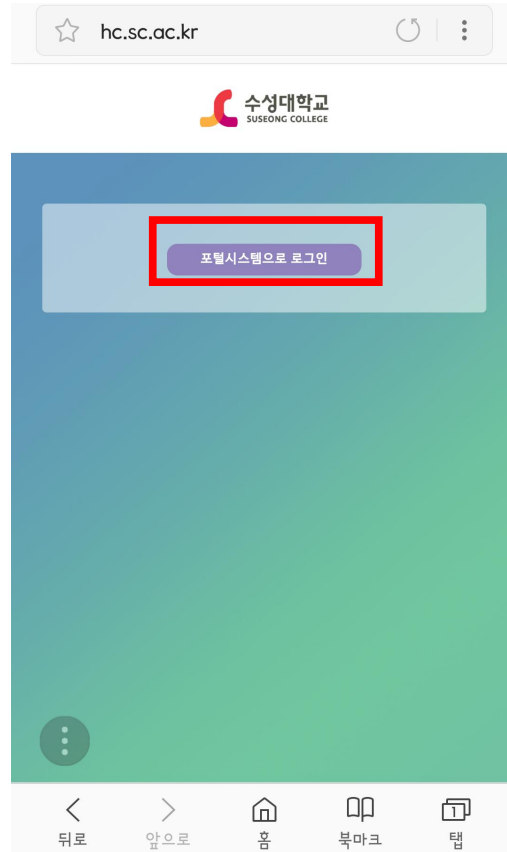 hc.sc.ac.kr
수성대학교
SUSEONG COLLEGE
포털시스템으로 로그인
1
뒤로
앞으로
홈
북마크
탭